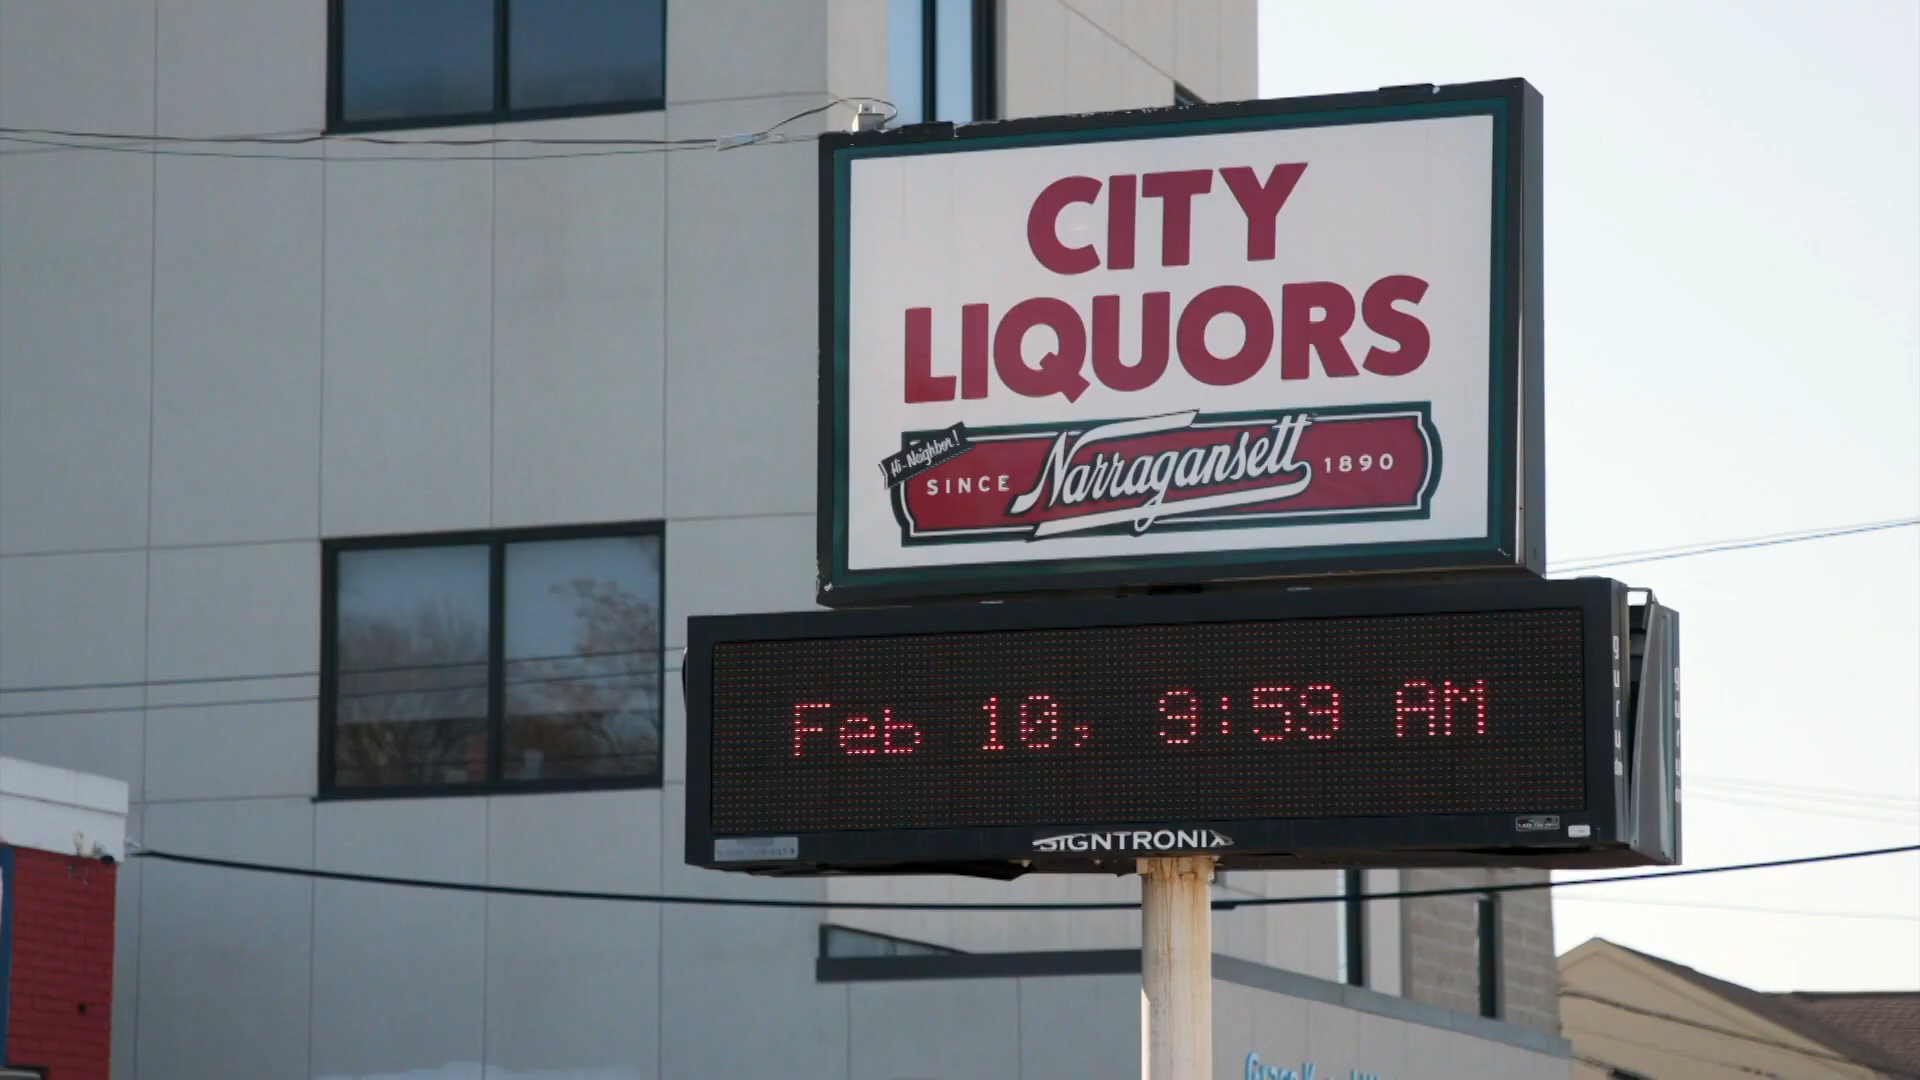 CITY
LIQUORS
Hi-Neighbor!
SINCE Narragansett 1890
Feb 10, 9:59 AM
SIGNTRONIX